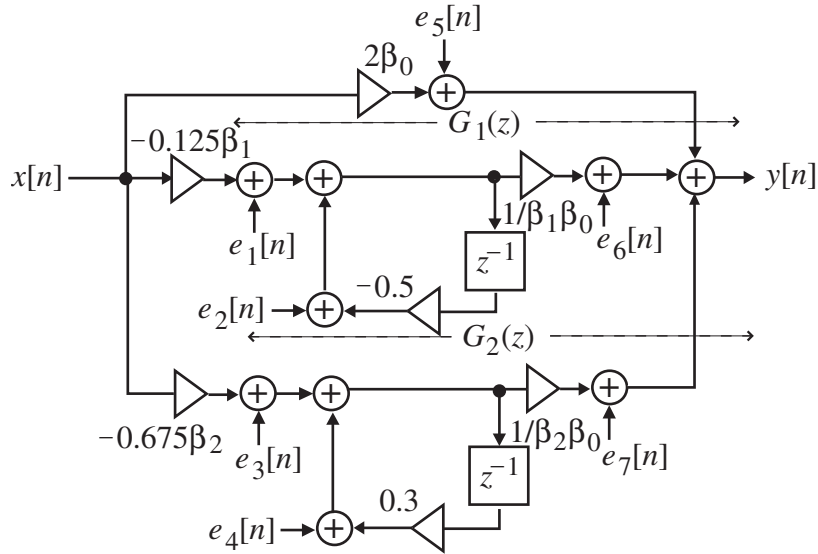 e₅[n]
2β₀
G₁(z)
−0.125β₁
x[n]
y[n]
e₁[n]
1/β₁β₀
e₆[n]
z⁻¹
−0.5
e₂[n]
G₂(z)
−0.675β₂
e₃[n]
1/β₂β₀
e₇[n]
z⁻¹
0.3
e₄[n]